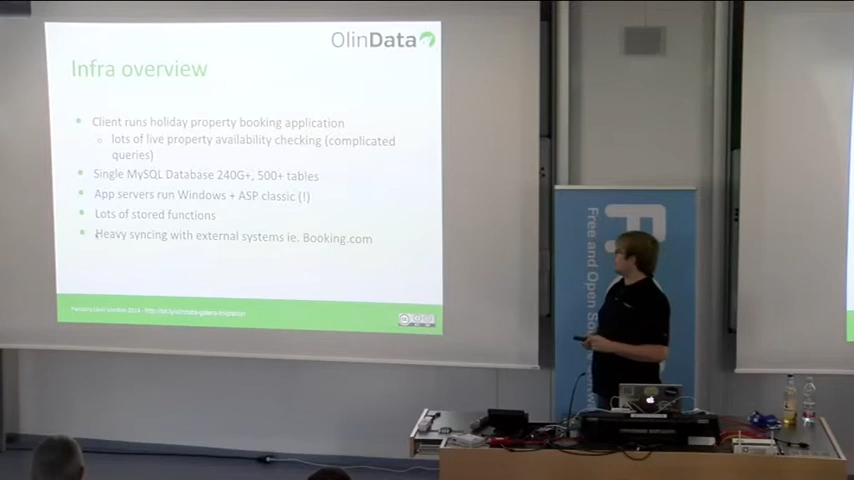 OlinData
Infra overview
Client runs holiday property booking application
lots of live property availability checking (complicated
queries)
Single MySQL Database 240G+, 500+ tables
App servers run Windows + ASP classic (!)
Lots of stored functions
Heavy syncing with external systems ie. Booking.com
Free and Open So